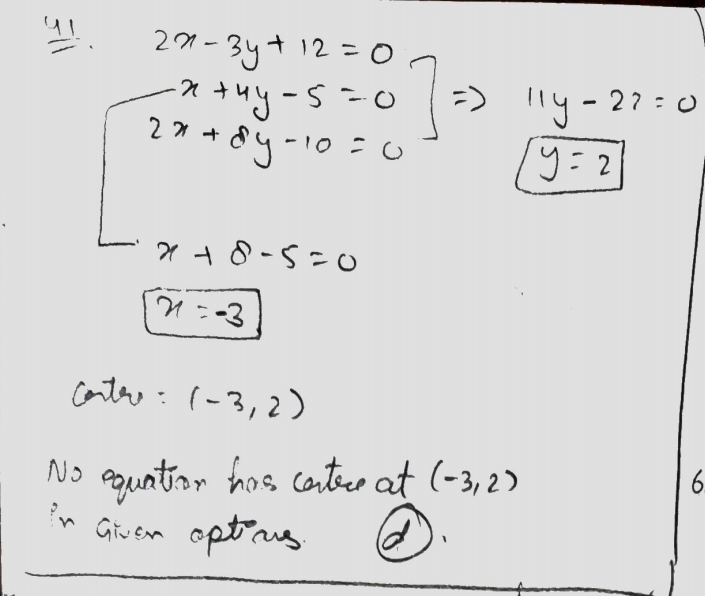 41.
2x - 3y + 12 = 0
x + 4y - 5 = 0 ⇒ 11y - 22 = 0
2x + 8y - 10 = 0
y = 2
x + 8 - 5 = 0
x = -3
centre : (-3, 2)
No equation has centre at (-3, 2)
in Given options. (d).
6